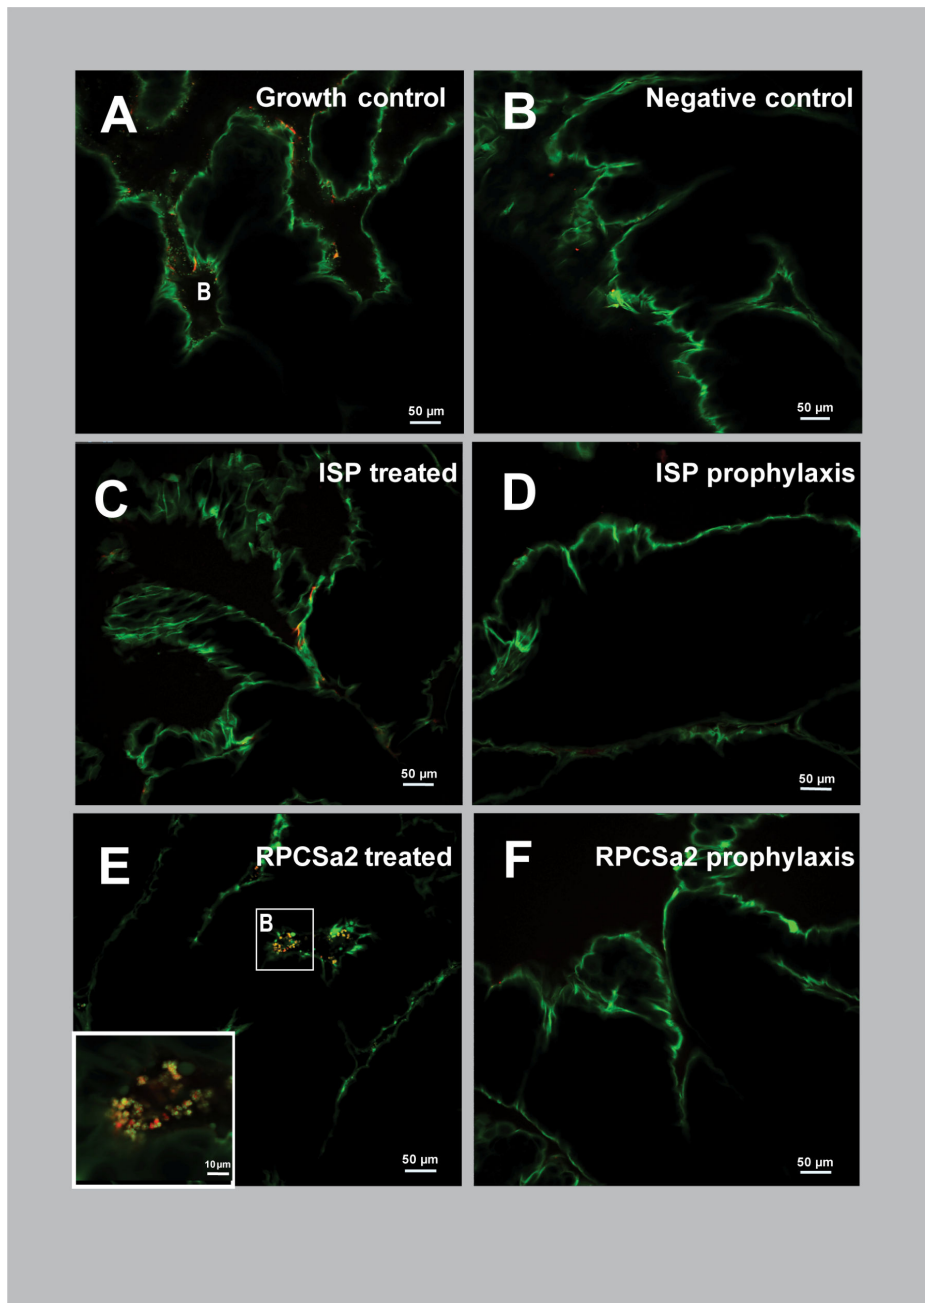 A
Growth control
B
50 µm
B
Negative control
50 µm
C
ISP treated
50 µm
D
ISP prophylaxis
50 µm
E
RPCSa2 treated
B
10µm
50 µm
F
RPCSa2 prophylaxis
50 µm